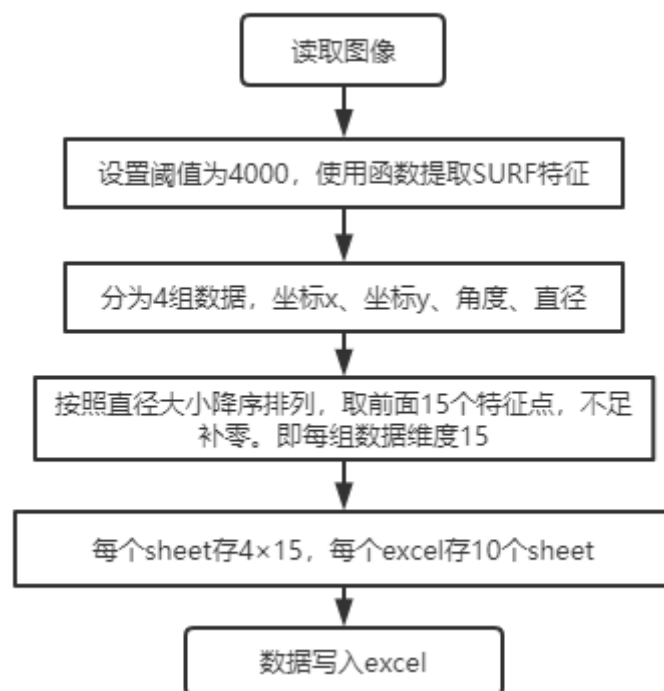 读取图像
设置阈值为4000，使用函数提取SURF特征
分为4组数据，坐标x、坐标y、角度、直径
按照直径大小降序排列，取前面15个特征点，不足
补零。即每组数据维度15
每个sheet存4×15，每个excel存10个sheet
数据写入excel